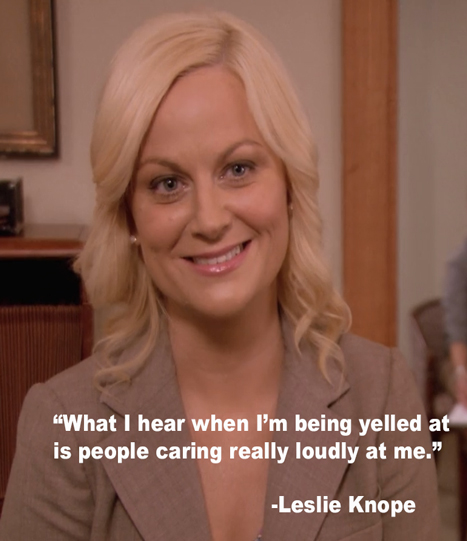 “What I hear when I’m being yelled at
is people caring really loudly at me.”
-Leslie Knope